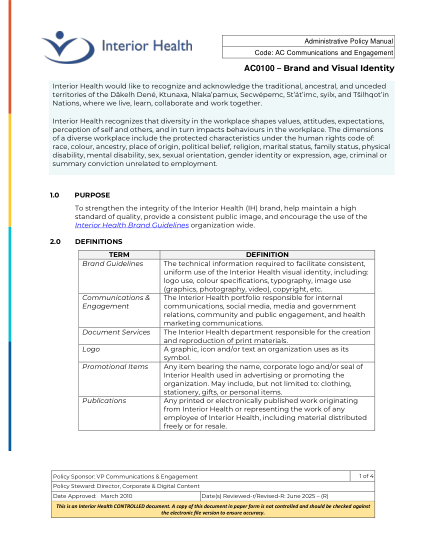 Interior Health
Administrative Policy Manual
Code: AC Communications and Engagement
AC0100 – Brand and Visual Identity
Interior Health would like to recognize and acknowledge the traditional, ancestral, and unceded
territories of the Dãkelh Dené, Ktunaxa, Nlaka'pamux, Secwépemc, St'át'imc, syilx, and Tŝilhqot'in
Nations, where we live, learn, collaborate and work together.
Interior Health recognizes that diversity in the workplace shapes values, attitudes, expectations,
perception of self and others, and in turn impacts behaviours in the workplace. The dimensions
of a diverse workplace include the protected characteristics under the human rights code of:
race, colour, ancestry, place of origin, political belief, religion, marital status, family status, physical
disability, mental disability, sex, sexual orientation, gender identity or expression, age, criminal or
summary conviction unrelated to employment.
1.0 PURPOSE
To strengthen the integrity of the Interior Health (IH) brand, help maintain a high
standard of quality, provide a consistent public image, and encourage the use of the
Interior Health Brand Guidelines organization wide.
2.0 DEFINITIONS
TERM DEFINITION
Brand Guidelines The technical information required to facilitate consistent,
uniform use of the Interior Health visual identity, including:
logo use, colour specifications, typography, image use
(graphics, photography, video), copyright, etc.
Communications & The Interior Health portfolio responsible for internal
Engagement communications, social media, media and government
relations, community and public engagement, and health
marketing communications.
Document Services The Interior Health department responsible for the creation
and reproduction of print materials.
Logo A graphic, icon and/or text an organization uses as its
symbol.
Promotional Items Any item bearing the name, corporate logo and/or seal of
Interior Health used in advertising or promoting the
organization. May include, but not limited to: clothing,
stationery, gifts, or personal items.
Publications Any printed or electronically published work originating
from Interior Health or representing the work of any
employee of Interior Health, including material distributed
freely or for resale.
Policy Sponsor: VP Communications & Engagement 1 of 4
Policy Steward: Director, Corporate & Digital Content
Date Approved: March 2010 Date(s) Reviewed-r/Revised-R: June 2025 – (R)
This is an Interior Health CONTROLLED document. A copy of this document in paper form is not controlled and should be checked against
the electronic file version to ensure accuracy.